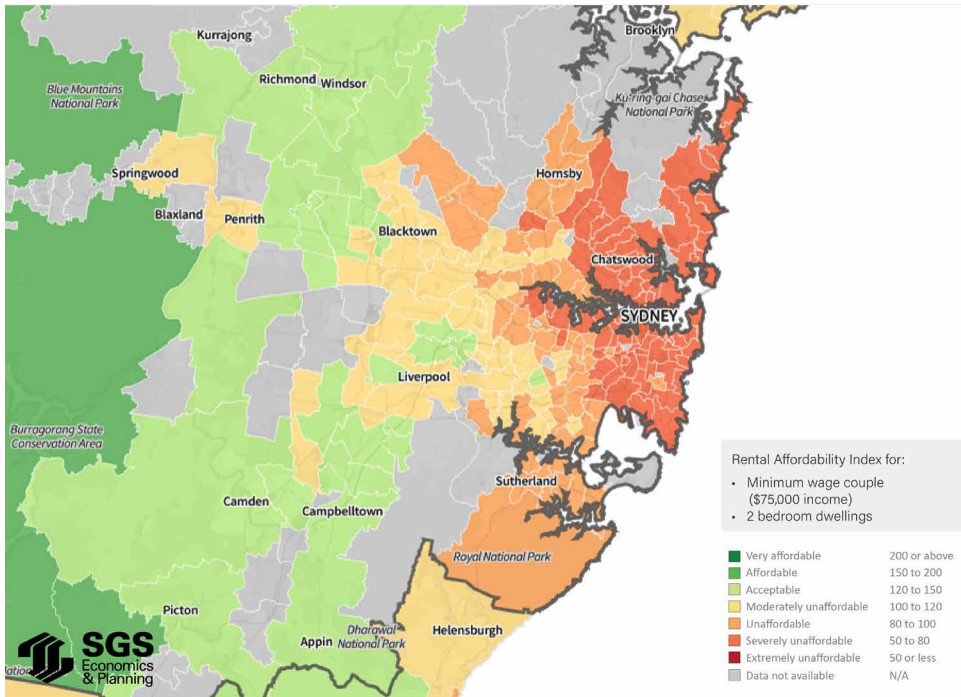 Kurrajong
Brooklyn
Richmond
Windsor
Blue Mountains
National Park
Ku-ring-gai Chase
National Park
Springwood
Hornsby
Blaxland
Penrith
Blacktown
Chatswood
SYDNEY
Liverpool
Burragorang State
Conservation Area
Sutherland
Camden
Campbelltown
Royal National Park
Picton
Appin
Dharawal
National Park
Helensburgh
SGS
Economics
& Planning
Rental Affordability Index for:
• Minimum wage couple
($75,000 income)
• 2 bedroom dwellings
Very affordable 200 or above
Affordable 150 to 200
Acceptable 120 to 150
Moderately unaffordable 100 to 120
Unaffordable 80 to 100
Severely unaffordable 50 to 80
Extremely unaffordable 50 or less
Data not available N/A